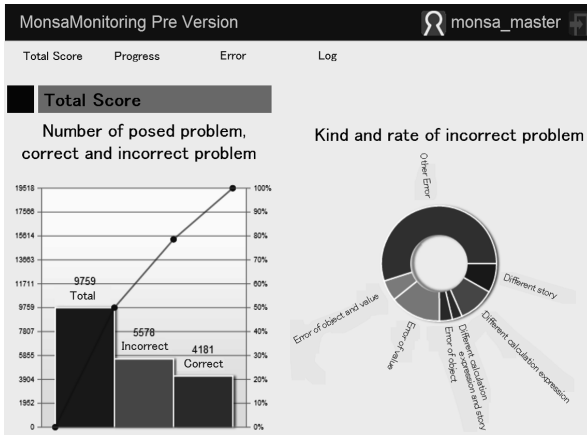 MonsaMonitoring Pre Version
monsa_master
Total Score Progress Error Log
Total Score
Number of posed problem,
correct and incorrect problem
19518
17566
15614
13663
11711
9759
7807
5855
3904
1952
0
100%
90%
80%
70%
60%
50%
40%
30%
20%
10%
0%
9759
Total
5578
Incorrect
4181
Correct
Kind and rate of incorrect problem
Other Error
Different story
Different calculation expression
Different calculation
expression and story
Error of object
Error of value
Error of object and value